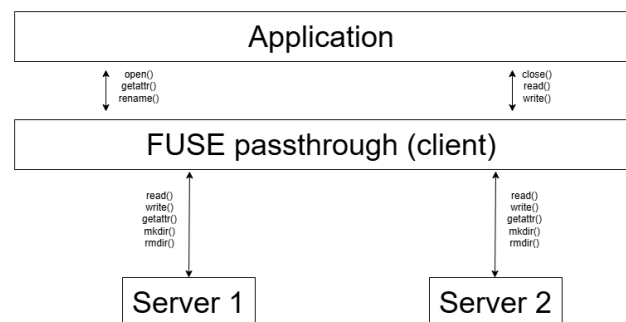 Application
open()
getattr()
rename()
close()
read()
write()
FUSE passthrough (client)
read()
write()
getattr()
mkdir()
rmdir()
read()
write()
getattr()
mkdir()
rmdir()
Server 1
Server 2